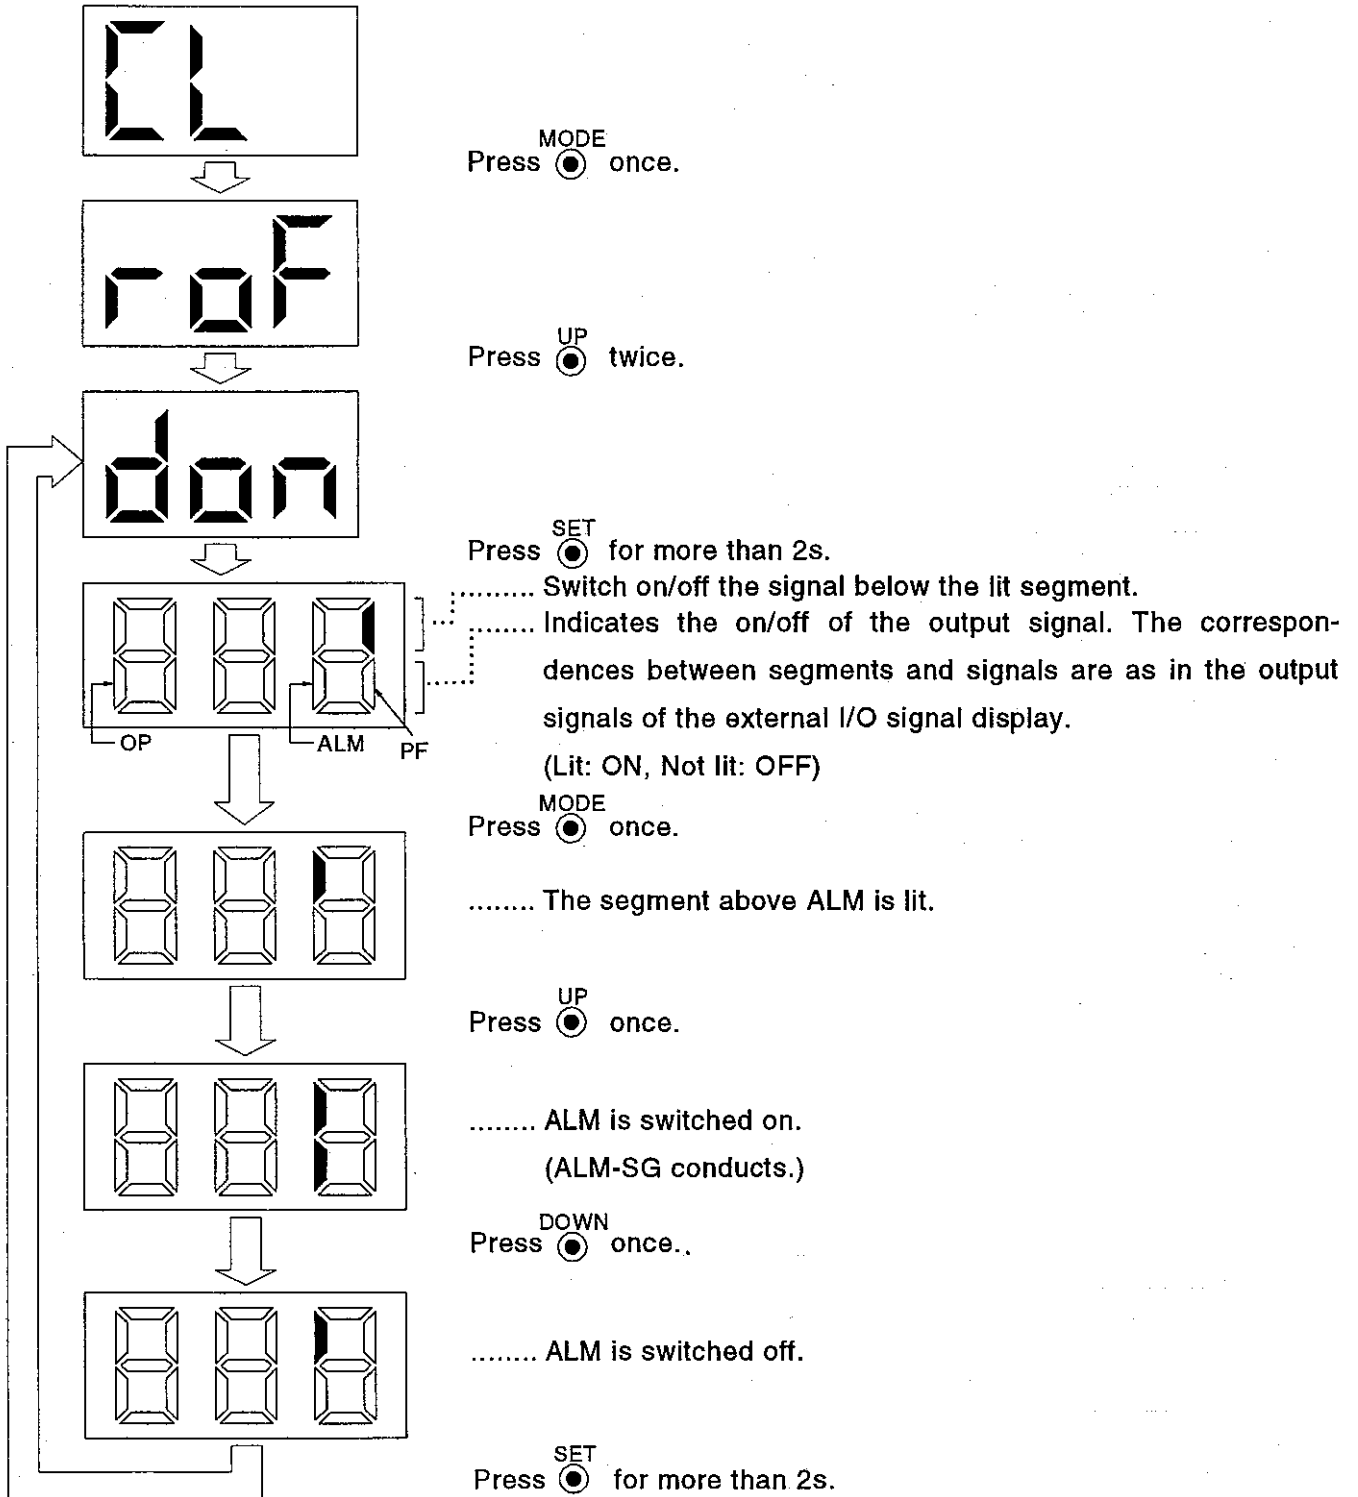 CL
MODE
Press once.
roF
UP
Press twice.
don
SET
Press for more than 2s.
......... Switch on/off the signal below the lit segment.
........ Indicates the on/off of the output signal. The correspon-
dences between segments and signals are as in the output
signals of the external I/O signal display.
(Lit: ON, Not lit: OFF)
OP
ALM
PF
MODE
Press once.
........ The segment above ALM is lit.
UP
Press once.
........ ALM is switched on.
(ALM-SG conducts.)
DOWN
Press once.
........ ALM is switched off.
SET
Press for more than 2s.